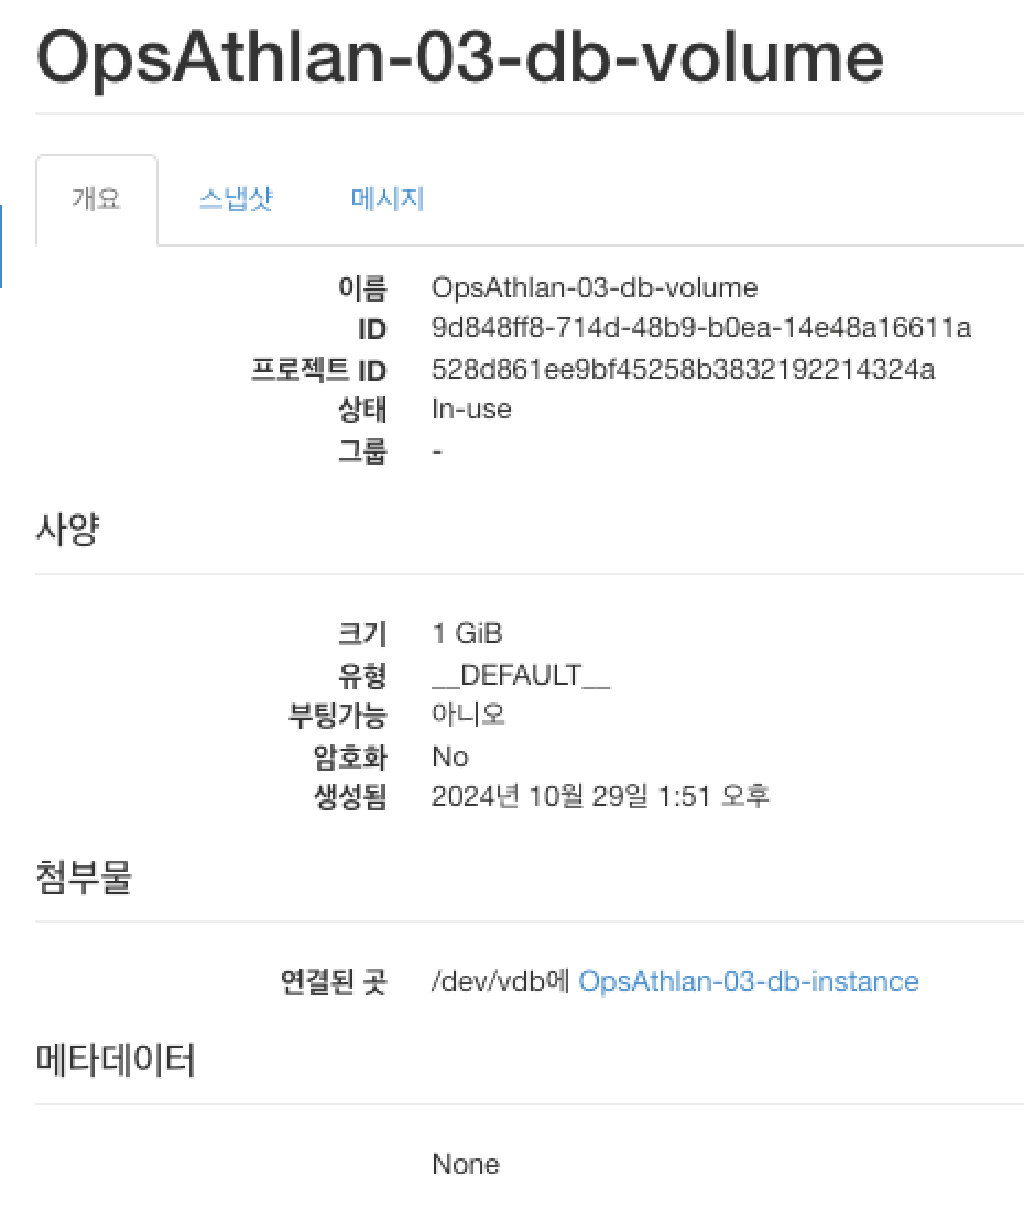 OpsAthlan-03-db-volume
개요 스냅샷 메시지
이름 OpsAthlan-03-db-volume
ID 9d848ff8-714d-48b9-b0ea-14e48a16611a
프로젝트 ID 528d861ee9bf45258b3832192214324a
상태 In-use
그룹 -
사양
크기 1 GiB
유형 __DEFAULT__
부팅가능 아니오
암호화 No
생성됨 2024년 10월 29일 1:51 오후
첨부물
연결된 곳 /dev/vdb에 OpsAthlan-03-db-instance
메타데이터
None